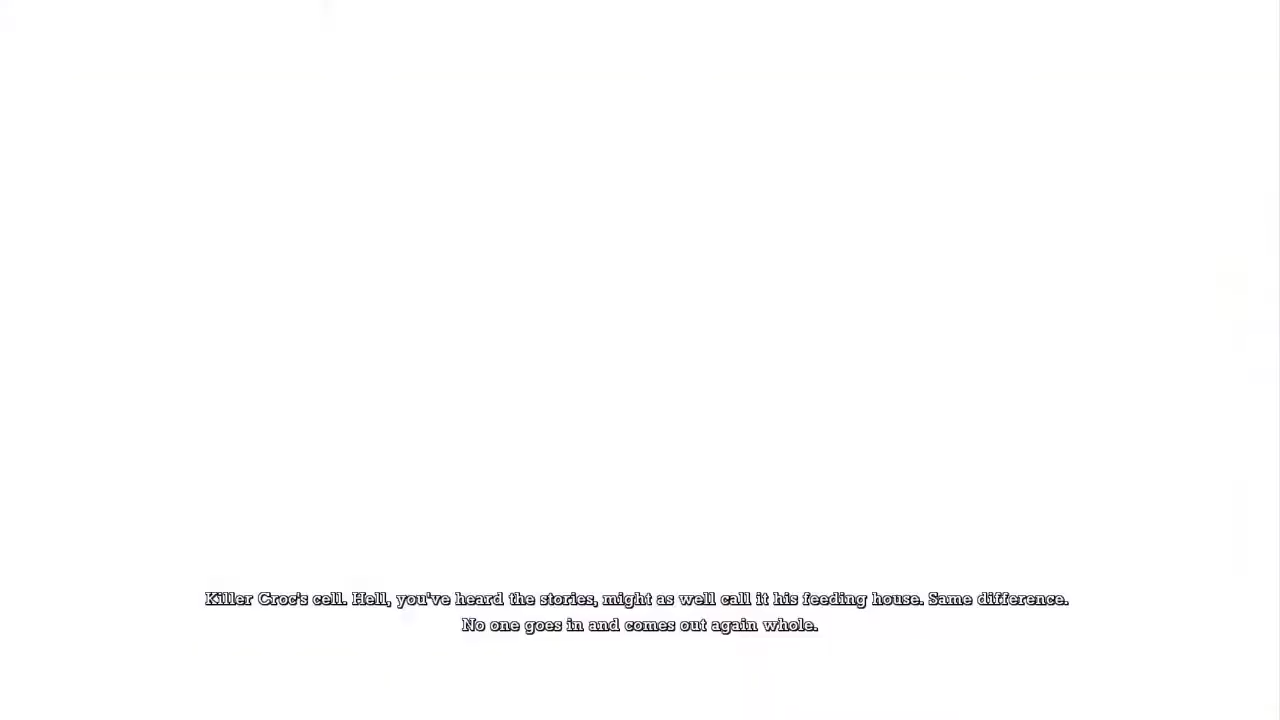 Killer Croc's cell. Hell, you've heard the stories, might as well call it his feeding house. Same difference.
No one goes in and comes out again whole.